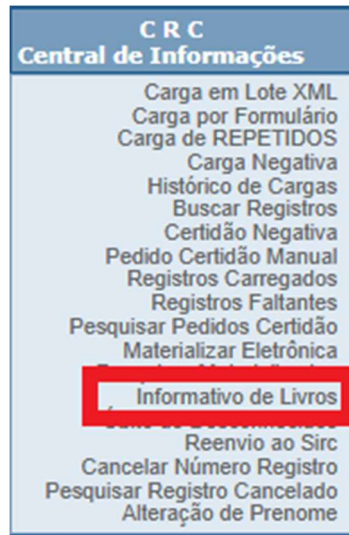 C R C
Central de Informações
Carga em Lote XML
Carga por Formulário
Carga de REPETIDOS
Carga Negativa
Histórico de Cargas
Buscar Registros
Certidão Negativa
Pedido Certidão Manual
Registros Carregados
Registros Faltantes
Pesquisar Pedidos Certidão
Materializar Eletrônica
Informativo de Livros
Reenvio ao Sirc
Cancelar Número Registro
Pesquisar Registro Cancelado
Alteração de Prenome